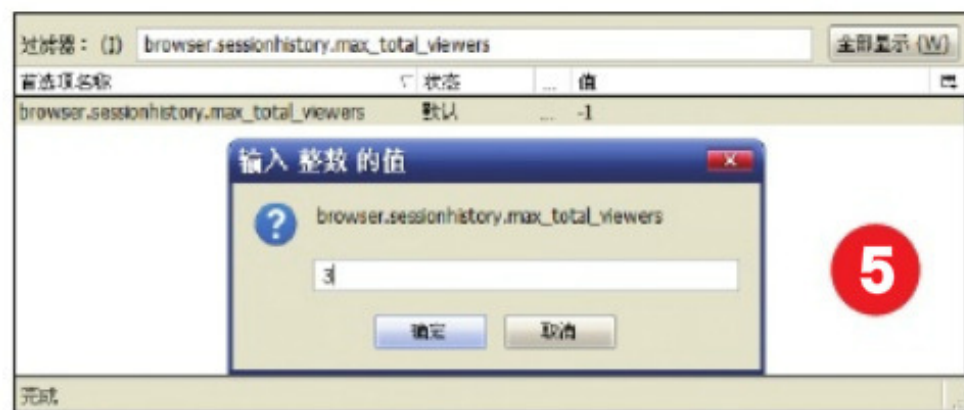 过滤器：(I) browser.sessionhistory.max_total_viewers 全部显示 (W)
首选项名称 状态 ... 值
browser.sessionhistory.max_total_viewers 默认 ... -1
输入 整数 的值
browser.sessionhistory.max_total_viewers
3
5
确定 取消
完成